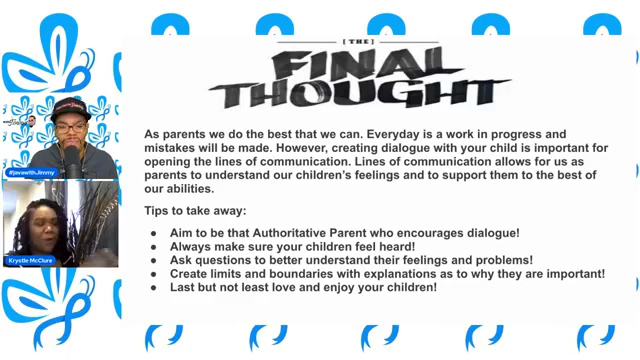 [ THE ]
FINAL
THOUGHT
As parents we do the best that we can. Everyday is a work in progress and
mistakes will be made. However, creating dialogue with your child is important for
opening the lines of communication. Lines of communication allows for us as
parents to understand our children's feelings and to support them to the best of
our abilities.
Tips to take away:
● Aim to be that Authoritative Parent who encourages dialogue!
● Always make sure your children feel heard!
● Ask questions to better understand their feelings and problems!
● Create limits and boundaries with explanations as to why they are important!
● Last but not least love and enjoy your children!
#javawithJimmy
Krystle McClure